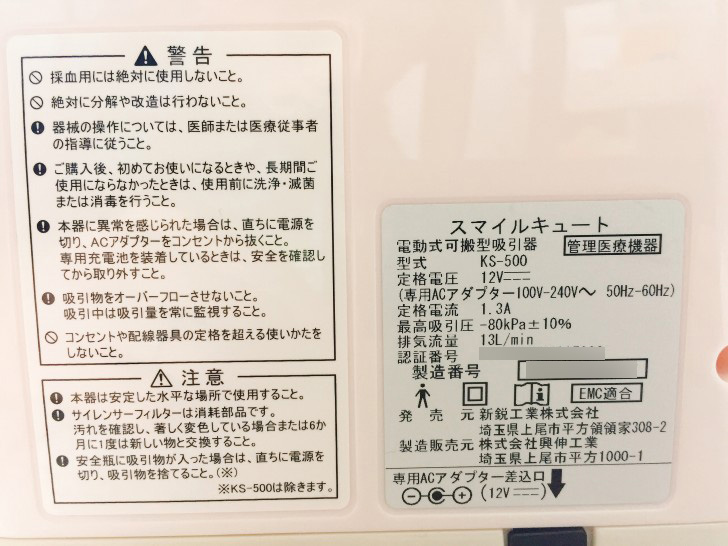 警告
採血用には絶対に使用しないこと。
絶対に分解や改造は行わないこと。
器械の操作については、医師または医療従事者
の指導に従うこと。
ご購入後、初めてお使いになるときや、長期間ご
使用にならなかったときは、使用前に洗浄・滅菌
または消毒を行うこと。
本器に異常を感じられた場合は、直ちに電源を
切り、ACアダプターをコンセントから抜くこと。
専用充電池を装着しているときは、安全を確認し
てから取り外すこと。
吸引物をオーバーフローさせないこと。
吸引中は吸引量を常に監視すること。
コンセントや配線器具の定格を超える使いかたを
しないこと。
注意
本器は安定した水平な場所で使用すること。
サイレンサーフィルターは消耗部品です。
汚れを確認し、著しく変色している場合または6か
月に1度は新しい物と交換すること。
安全瓶に吸引物が入った場合は、直ちに電源を
切り、吸引物を捨てること。(※)
※KS-500は除きます。
スマイルキュート
電動式可搬型吸引器 管理医療機器
型式 KS-500
定格電圧 12V
(専用ACアダプター100V-240V〜 50Hz-60Hz)
定格電流 1.3A
最高吸引圧 -80kPa±10%
排気流量 13L/min
認証番号
製造番号
EMC適合
発売元 新鋭工業株式会社
埼玉県上尾市平方領領家308-2
製造販売元 株式会社興伸工業
埼玉県上尾市平方1000-1
専用ACアダプター差込口
(12V)